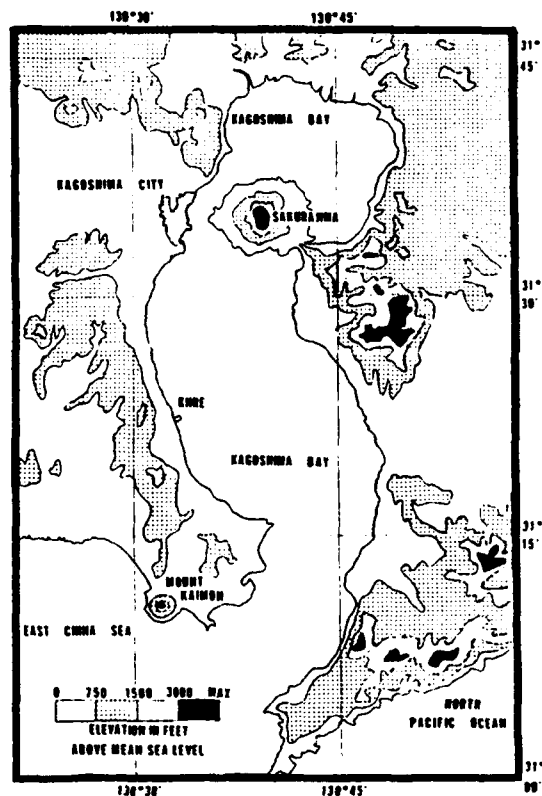 130°30' 130°45'
31°
45'
KAGOSHIMA BAY
KAGOSHIMA CITY
SAKURAJIMA
31°
30'
KIIRE
KAGOSHIMA BAY
31°
15'
MOUNT
KAIMON
EAST CHINA SEA
0 750 1500 3000 MAX
ELEVATION IN FEET
ABOVE MEAN SEA LEVEL
NORTH
PACIFIC OCEAN
31°
00'
130°30' 130°45'